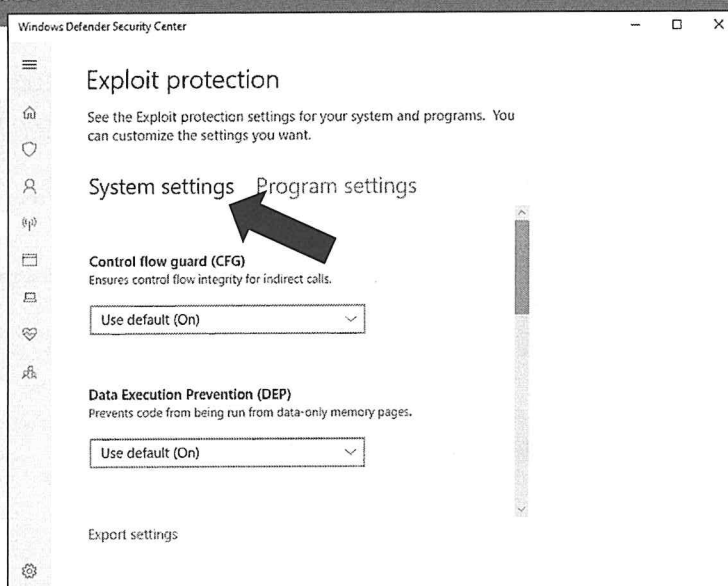 Windows Defender Security Center
Exploit protection
See the Exploit protection settings for your system and programs. You
can customize the settings you want.
System settings Program settings
Control flow guard (CFG)
Ensures control flow integrity for indirect calls.
Use default (On)
Data Execution Prevention (DEP)
Prevents code from being run from data-only memory pages.
Use default (On)
Export settings